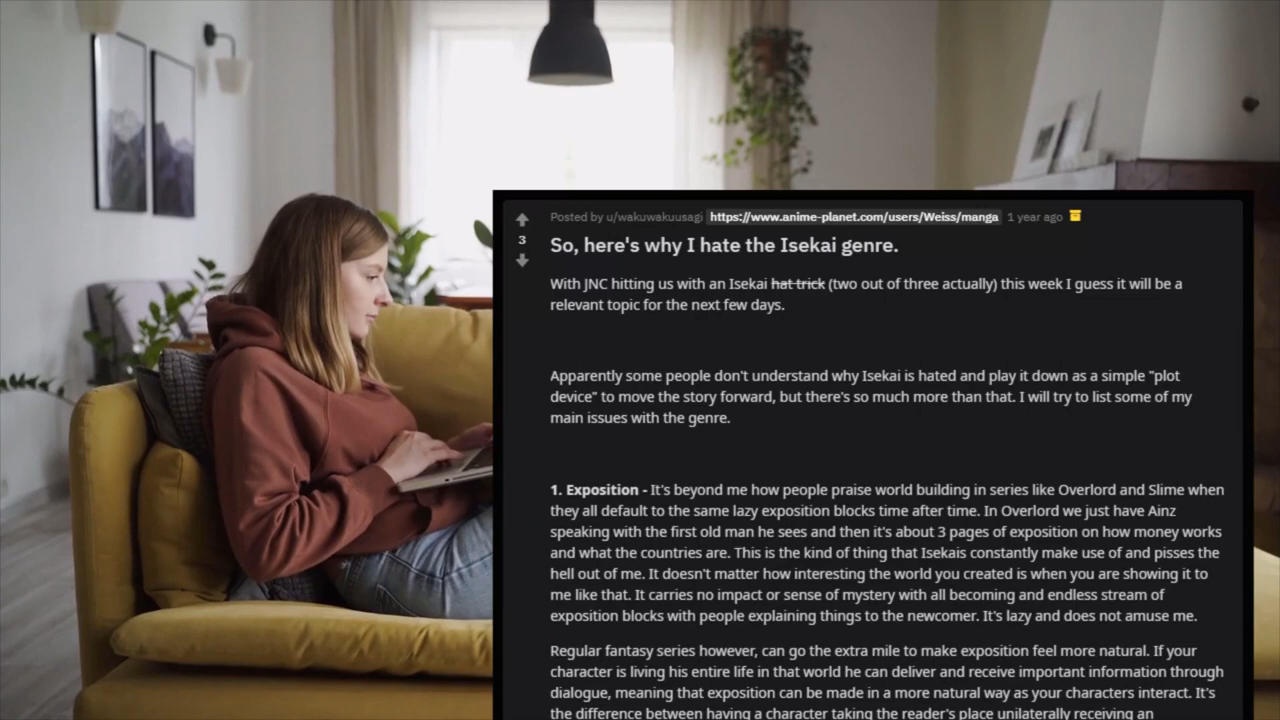 Posted by u/wakuwakuusagi https://www.anime-planet.com/users/Weiss/manga 1 year ago
3
So, here's why I hate the Isekai genre.
With JNC hitting us with an Isekai hat trick (two out of three actually) this week I guess it will be a
relevant topic for the next few days.
Apparently some people don't understand why Isekai is hated and play it down as a simple "plot
device" to move the story forward, but there's so much more than that. I will try to list some of my
main issues with the genre.
1. Exposition - It's beyond me how people praise world building in series like Overlord and Slime when
they all default to the same lazy exposition blocks time after time. In Overlord we just have Ainz
speaking with the first old man he sees and then it's about 3 pages of exposition on how money works
and what the countries are. This is the kind of thing that Isekais constantly make use of and pisses the
hell out of me. It doesn't matter how interesting the world you created is when you are showing it to
me like that. It carries no impact or sense of mystery with all becoming and endless stream of
exposition blocks with people explaining things to the newcomer. It's lazy and does not amuse me.
Regular fantasy series however, can go the extra mile to make exposition feel more natural. If your
character is living his entire life in that world he can deliver and receive important information through
dialogue, meaning that exposition can be made in a more natural way as your characters interact. It's
the difference between having a character taking the reader's place unilaterally receiving an